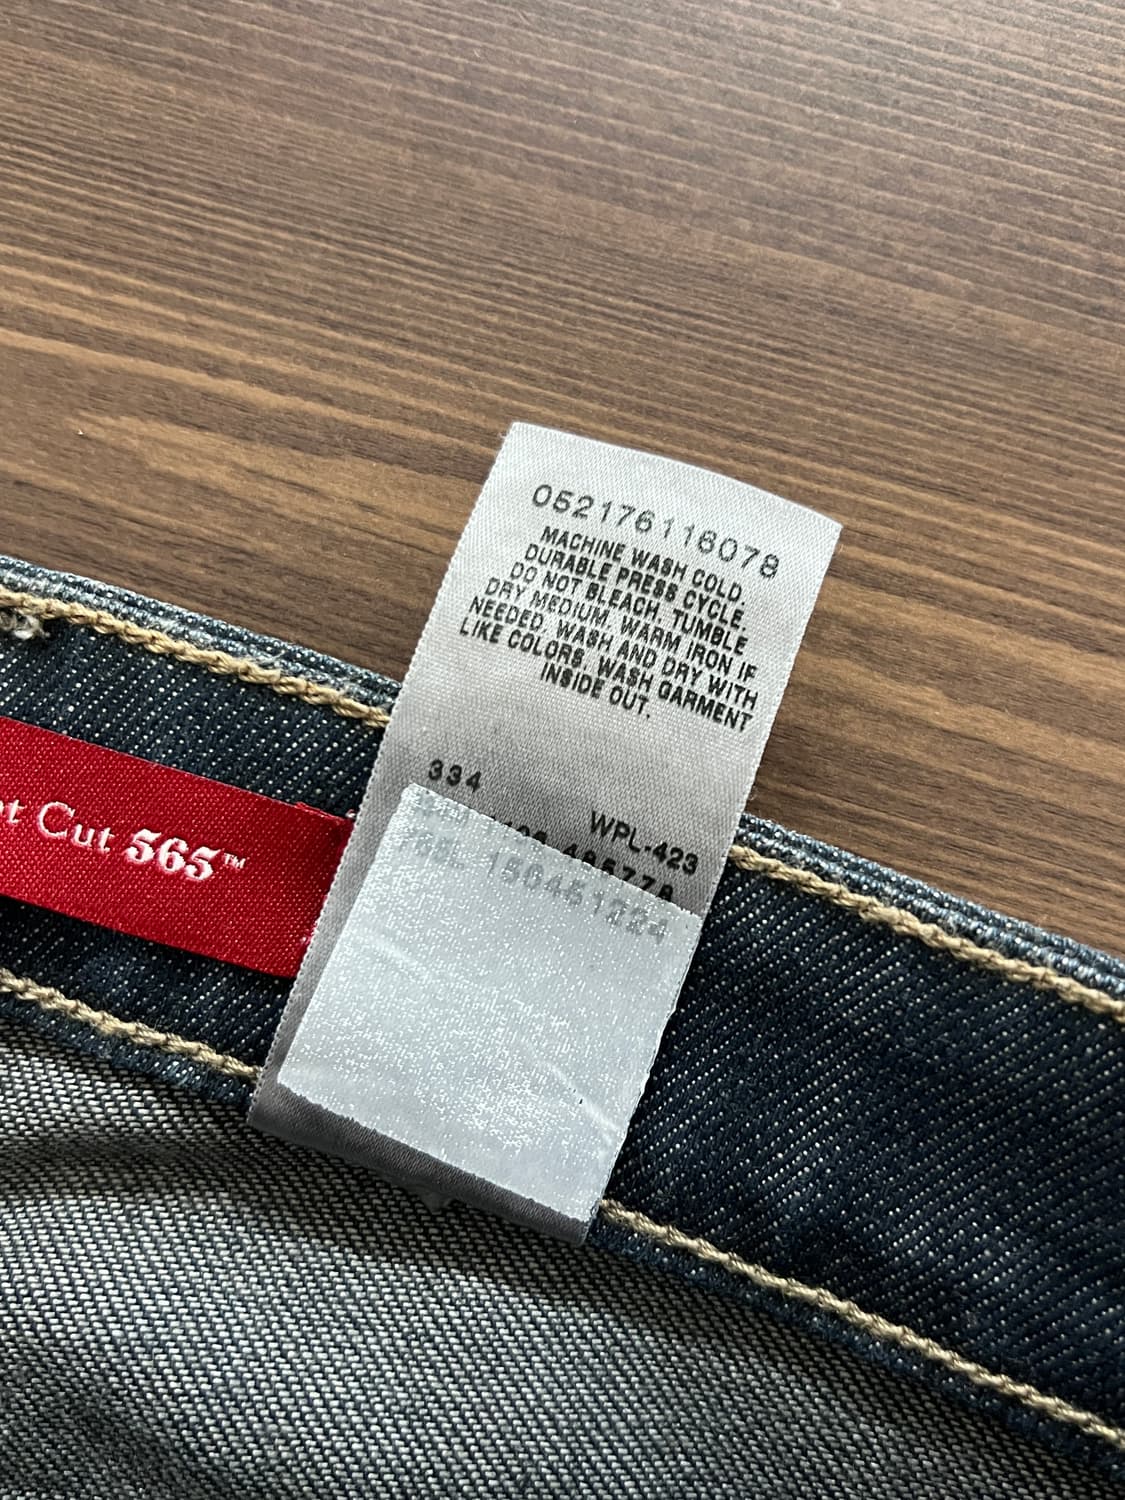 052176116078
MACHINE WASH COLD.
DURABLE PRESS CYCLE.
DO NOT BLEACH. TUMBLE
DRY MEDIUM. WARM IRON IF
NEEDED. WASH AND DRY WITH
LIKE COLORS. WASH GARMENT
INSIDE OUT.
334
WPL-423
Cut 565™